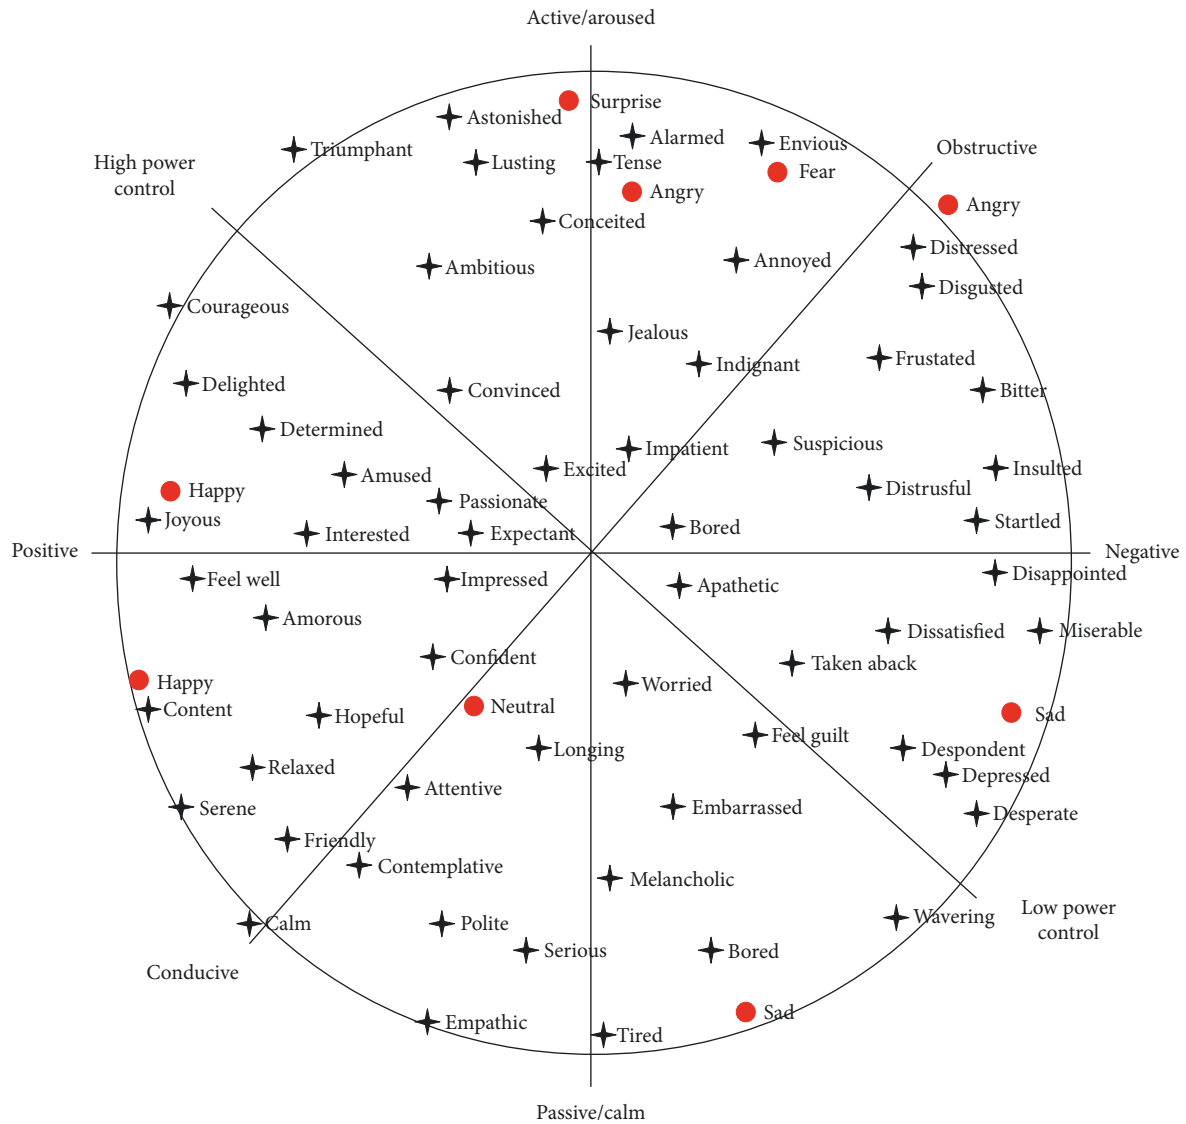 Active/aroused
Surprise
Astonished
Alarmed
Envious
Triumphant
Obstructive
High power
control
Lusting
Tense
Fear
Angry
Angry
Conceited
Distressed
Annoyed
Ambitious
Disgusted
Courageous
Jealous
Frustated
Indignant
Delighted
Convinced
Bitter
Determined
Suspicious
Impatient
Excited
Insulted
Amused
Distrusful
Happy
Passionate
Joyous
Startled
Bored
Interested
Expectant
Positive
Negative
Disappointed
Feel well
Impressed
Apathetic
Amorous
Dissatisfied
Miserable
Confident
Taken aback
Happy
Worried
Content
Hopeful
Neutral
Sad
Feel guilt
Longing
Despondent
Relaxed
Depressed
Attentive
Serene
Embarrassed
Desperate
Friendly
Contemplative
Melancholic
Low power
control
Calm
Polite
Wavering
Serious
Bored
Conducive
Sad
Empathic
Tired
Passive/calm